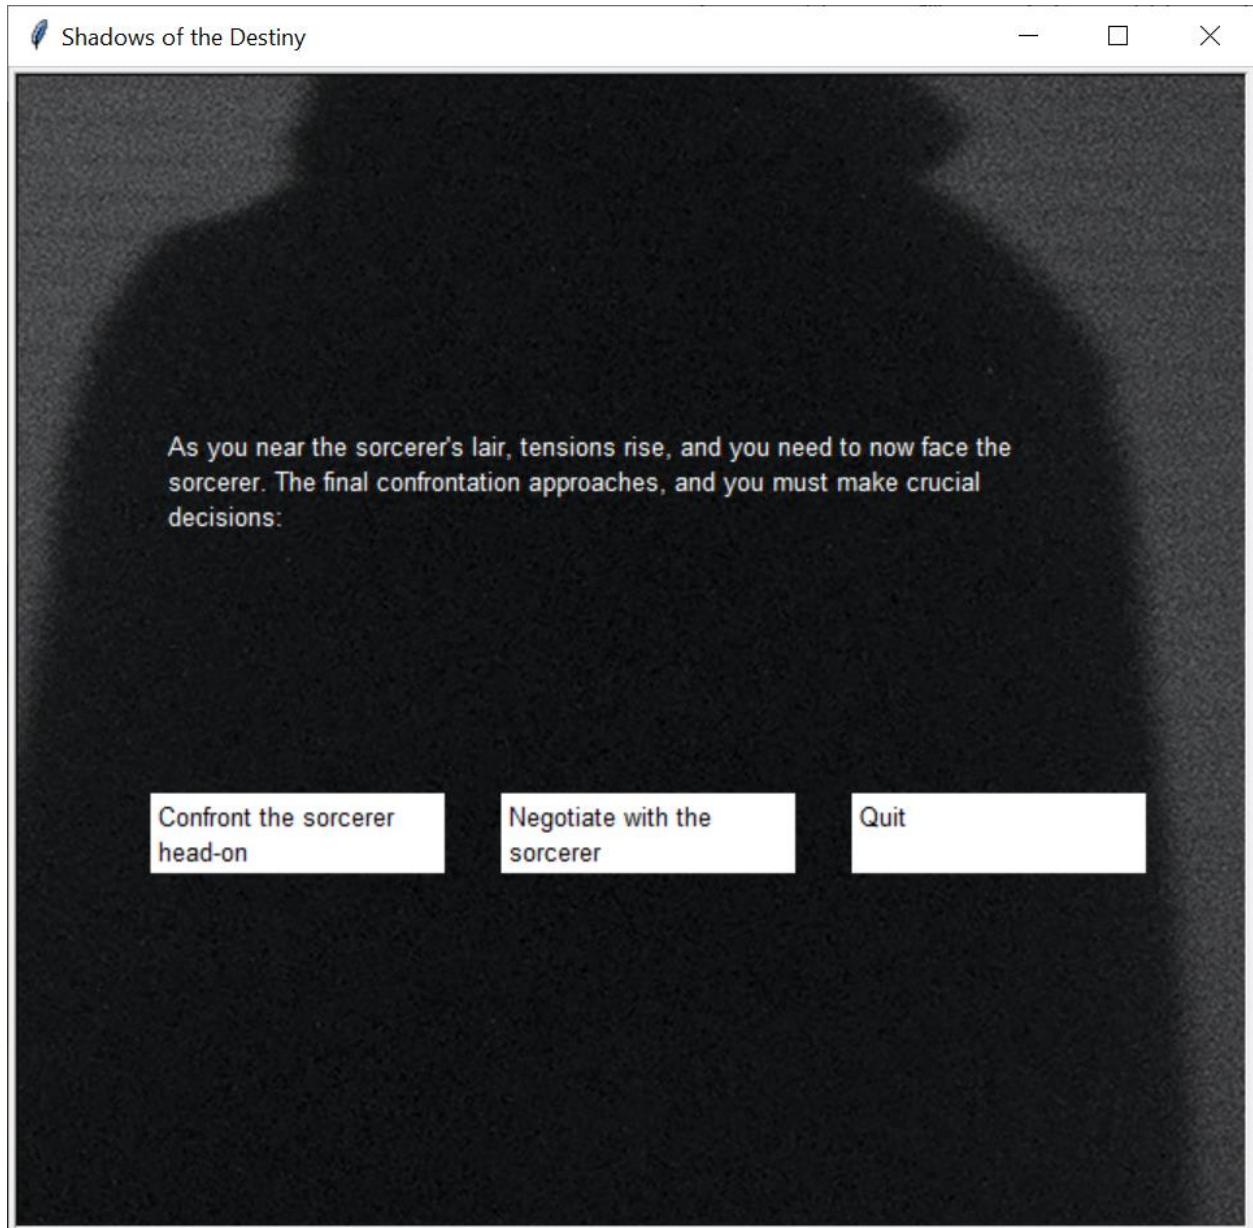 Shadows of the Destiny
As you near the sorcerer's lair, tensions rise, and you need to now face the
sorcerer. The final confrontation approaches, and you must make crucial
decisions:
Confront the sorcerer
head-on
Negotiate with the
sorcerer
Quit